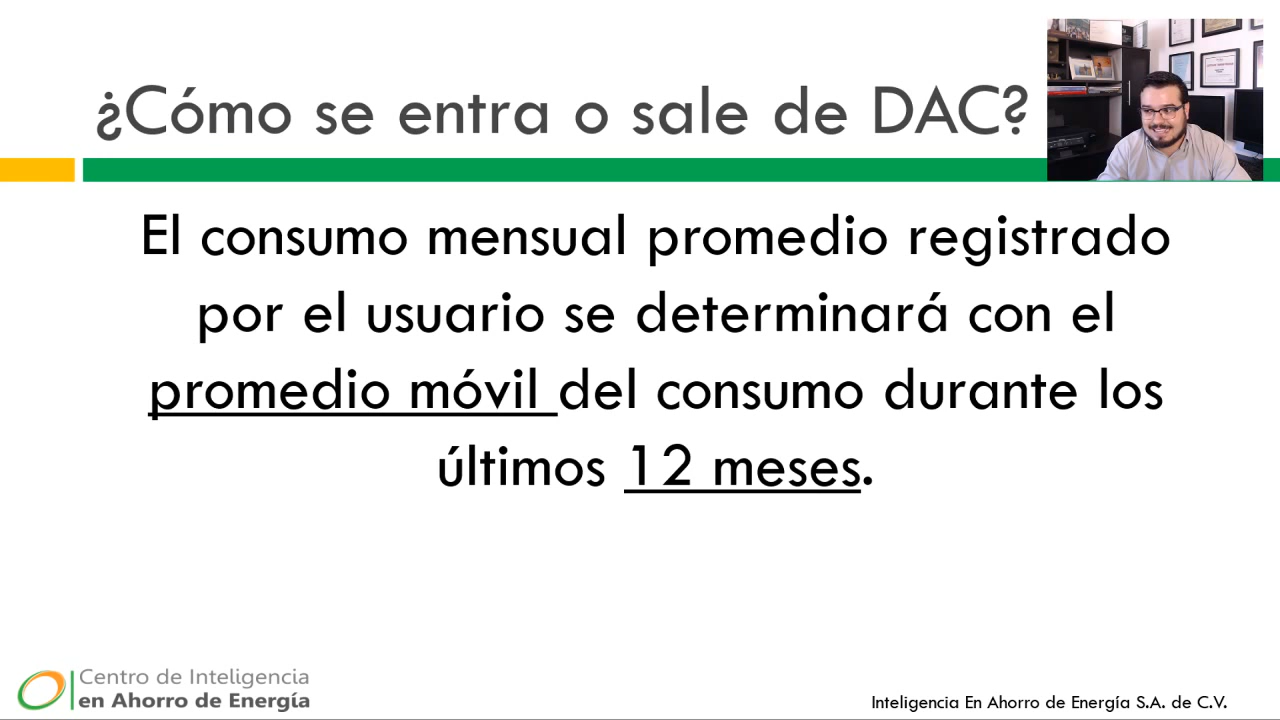 ¿Cómo se entra o sale de DAC?
El consumo mensual promedio registrado
por el usuario se determinará con el
promedio móvil del consumo durante los
últimos 12 meses.
Centro de Inteligencia
en Ahorro de Energía
Inteligencia En Ahorro de Energía S.A. de C.V.